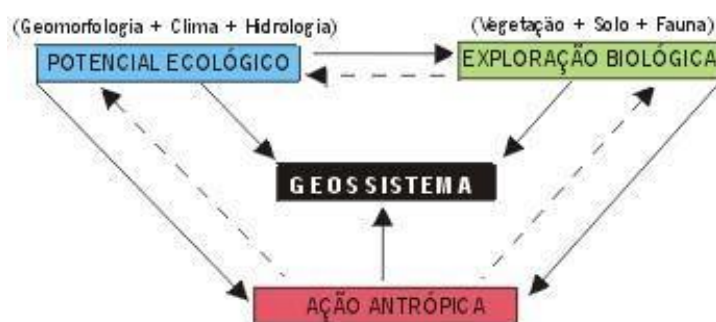 (Geomorfologia + Clima + Hidrologia)
(Vegetação + Solo + Fauna)
POTENCIAL ECOLÓGICO
EXPLORAÇÃO BIOLÓGICA
GEOSSISTEMA
AÇÃO ANTRÓPICA